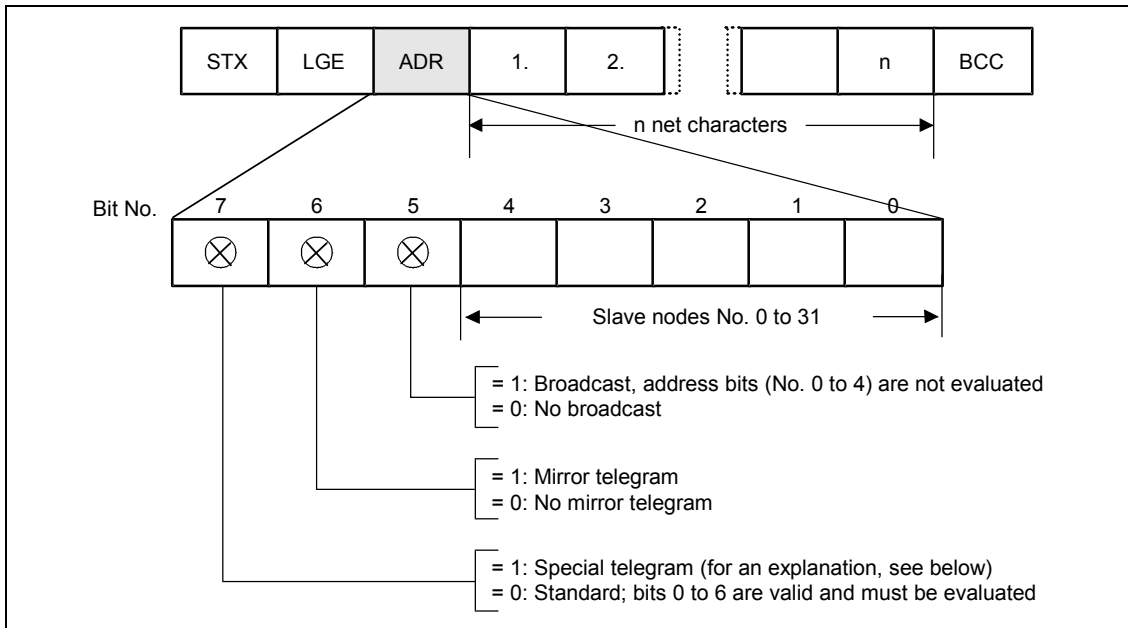 STX LGE ADR 1. 2. n BCC
n net characters
Bit No. 7 6 5 4 3 2 1 0
Slave nodes No. 0 to 31
= 1: Broadcast, address bits (No. 0 to 4) are not evaluated
= 0: No broadcast
= 1: Mirror telegram
= 0: No mirror telegram
= 1: Special telegram (for an explanation, see below)
= 0: Standard; bits 0 to 6 are valid and must be evaluated